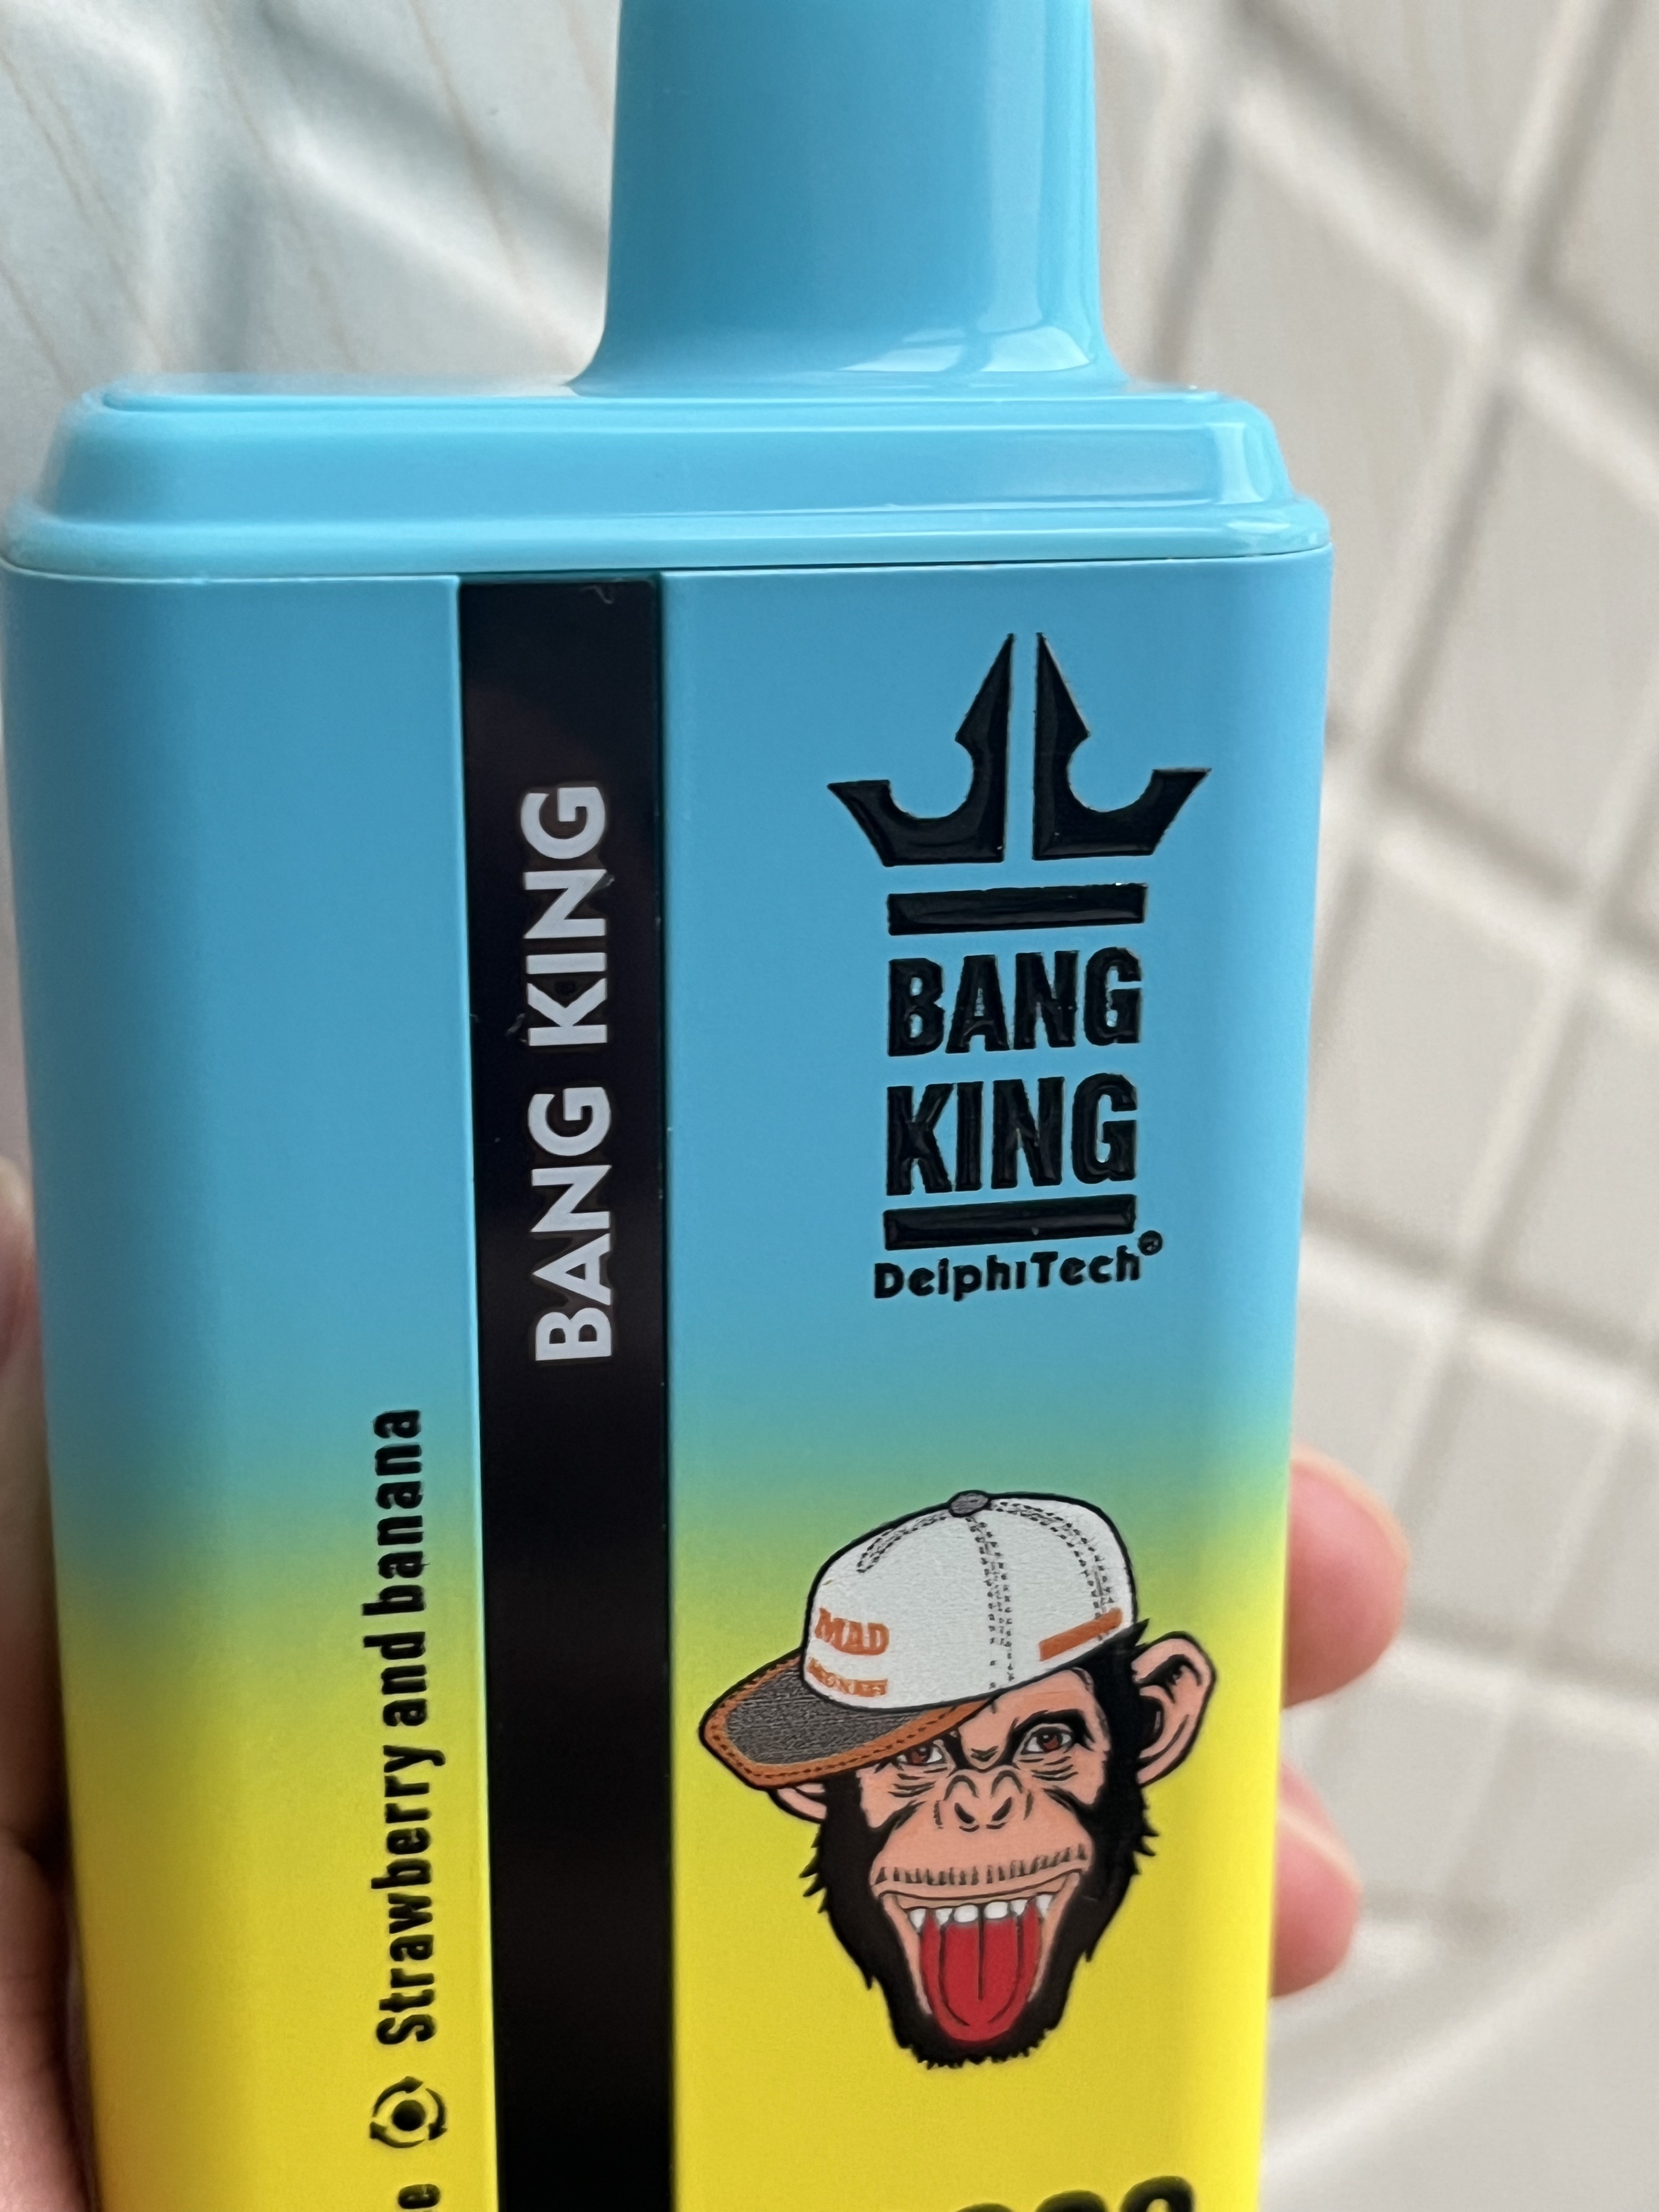 BANG KING
BANG
KING
DelphiTech®
Strawberry and banana
MAD